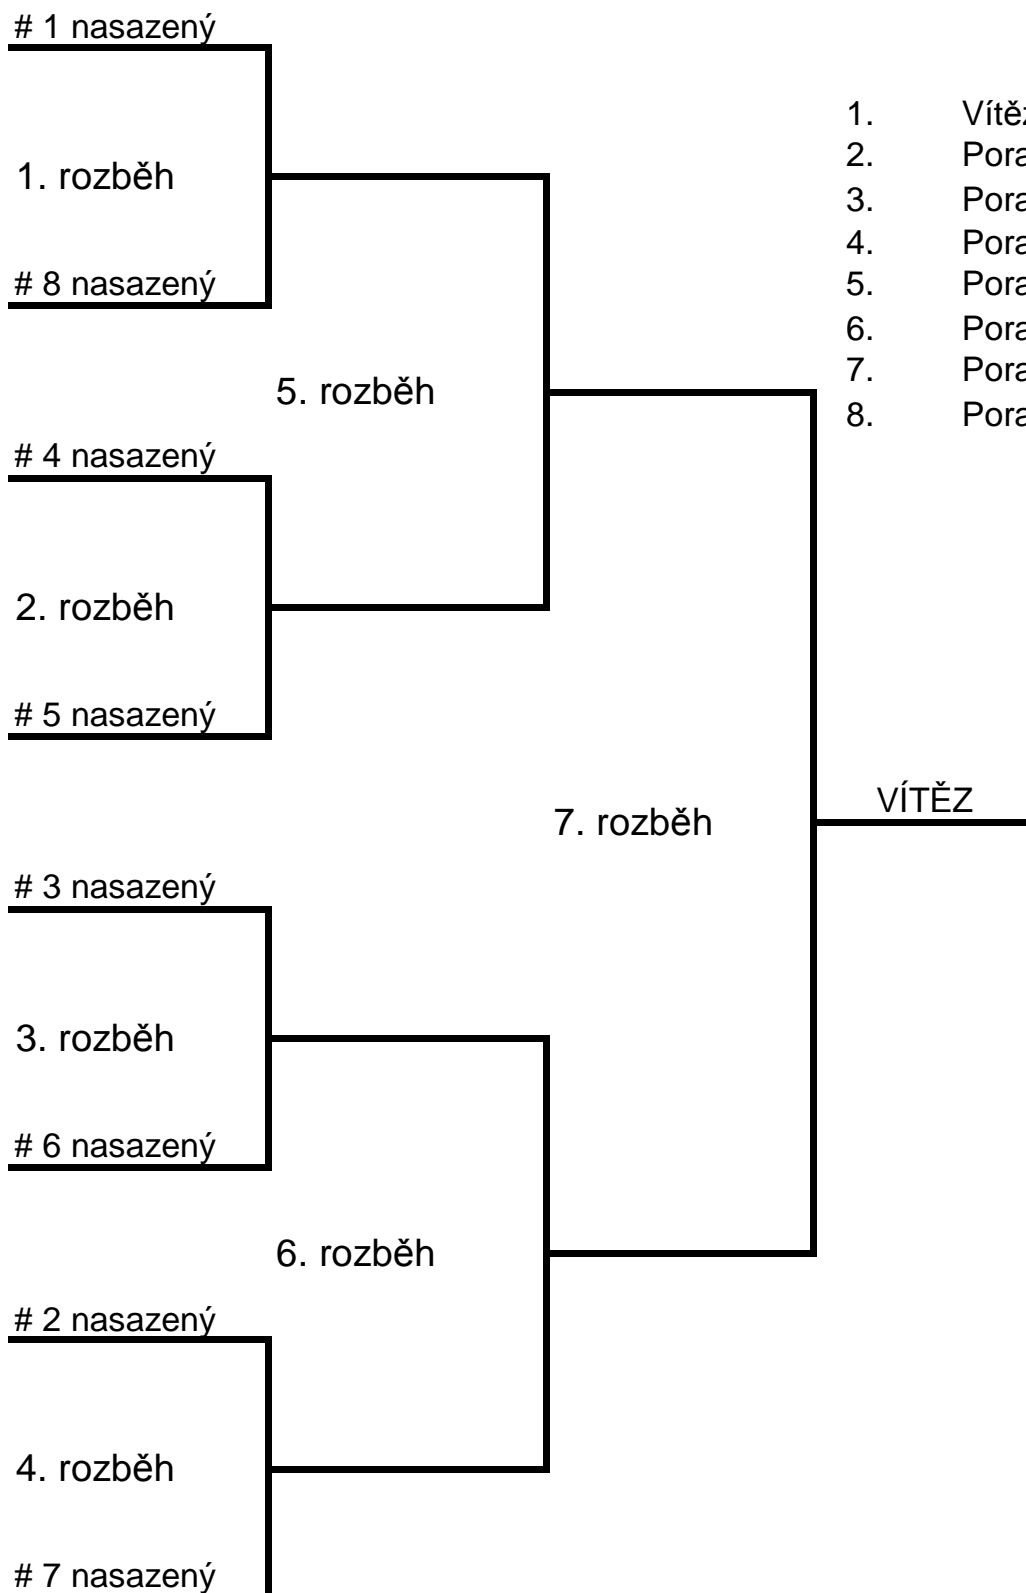 # 1 nasazený
1. rozběh
# 8 nasazený
5. rozběh
# 4 nasazený
2. rozběh
# 5 nasazený
7. rozběh
VÍTĚZ
# 3 nasazený
3. rozběh
# 6 nasazený
6. rozběh
# 2 nasazený
4. rozběh
# 7 nasazený
1.
2.
3.
4.
5.
6.
7.
8.